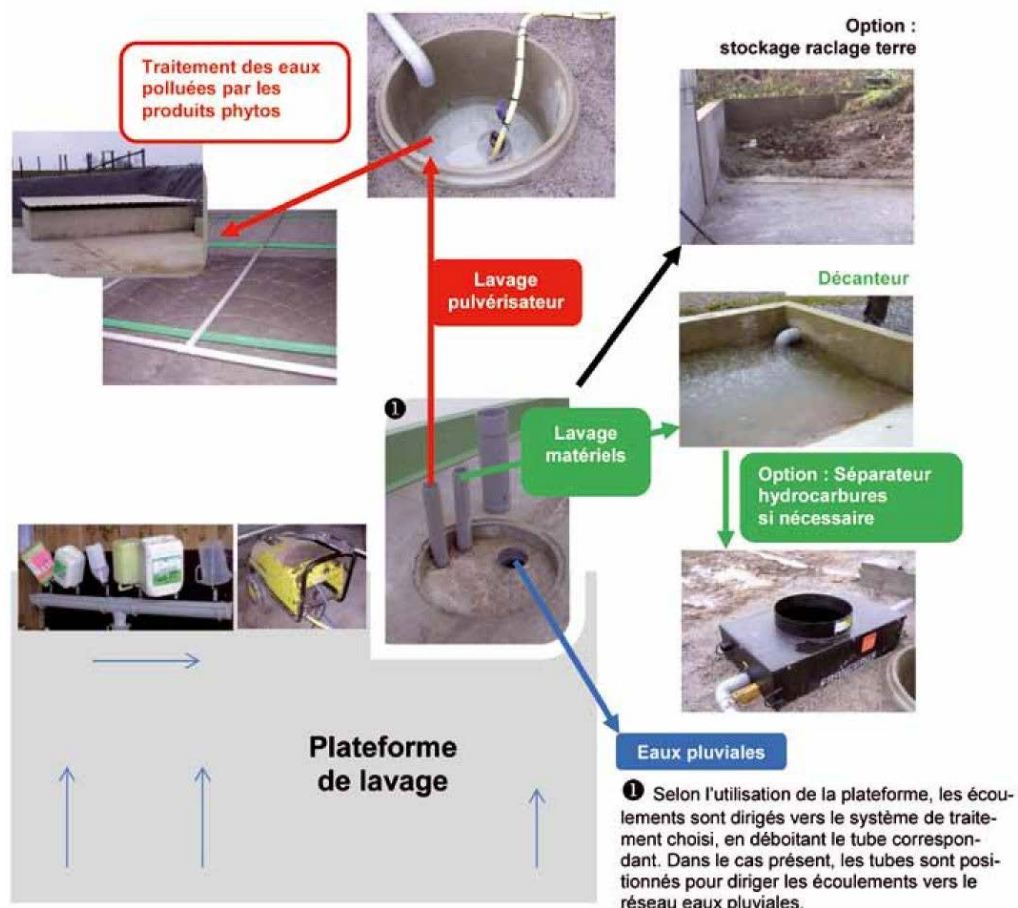 Option :
stockage raclage terre
Traitement des eaux
polluées par les
produits phytos
Lavage
pulvérisateur
Décanteur
❶
Lavage
matériels
Option : Séparateur
hydrocarbures
si nécessaire
Plateforme
de lavage
Eaux pluviales
❶ Selon l'utilisation de la plateforme, les écou-
lements sont dirigés vers le système de traite-
ment choisi, en déboitant le tube correspon-
dant. Dans le cas présent, les tubes sont posi-
tionnés pour diriger les écoulements vers le
réseau eaux pluviales.